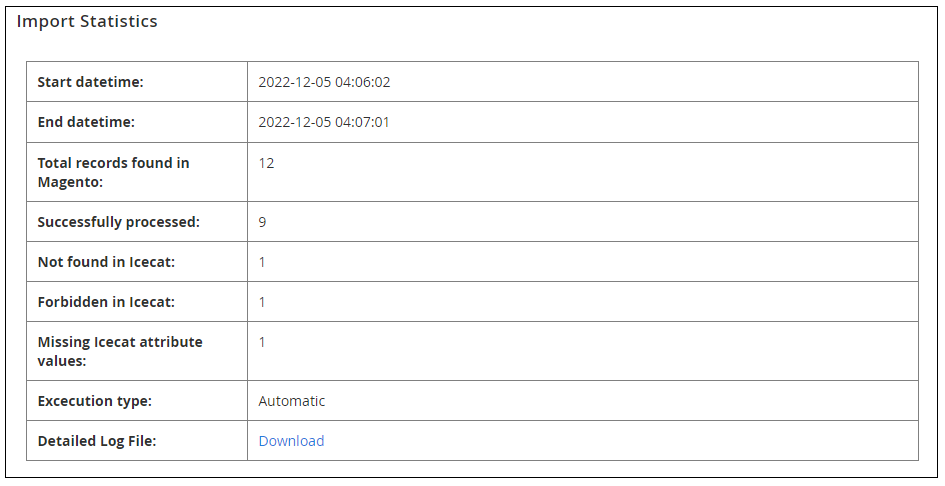 Import Statistics
Start datetime: 2022-12-05 04:06:02
End datetime: 2022-12-05 04:07:01
Total records found in 12
Magento:
Successfully processed: 9
Not found in Icecat: 1
Forbidden in Icecat: 1
Missing Icecat attribute 1
values:
Excecution type: Automatic
Detailed Log File: Download